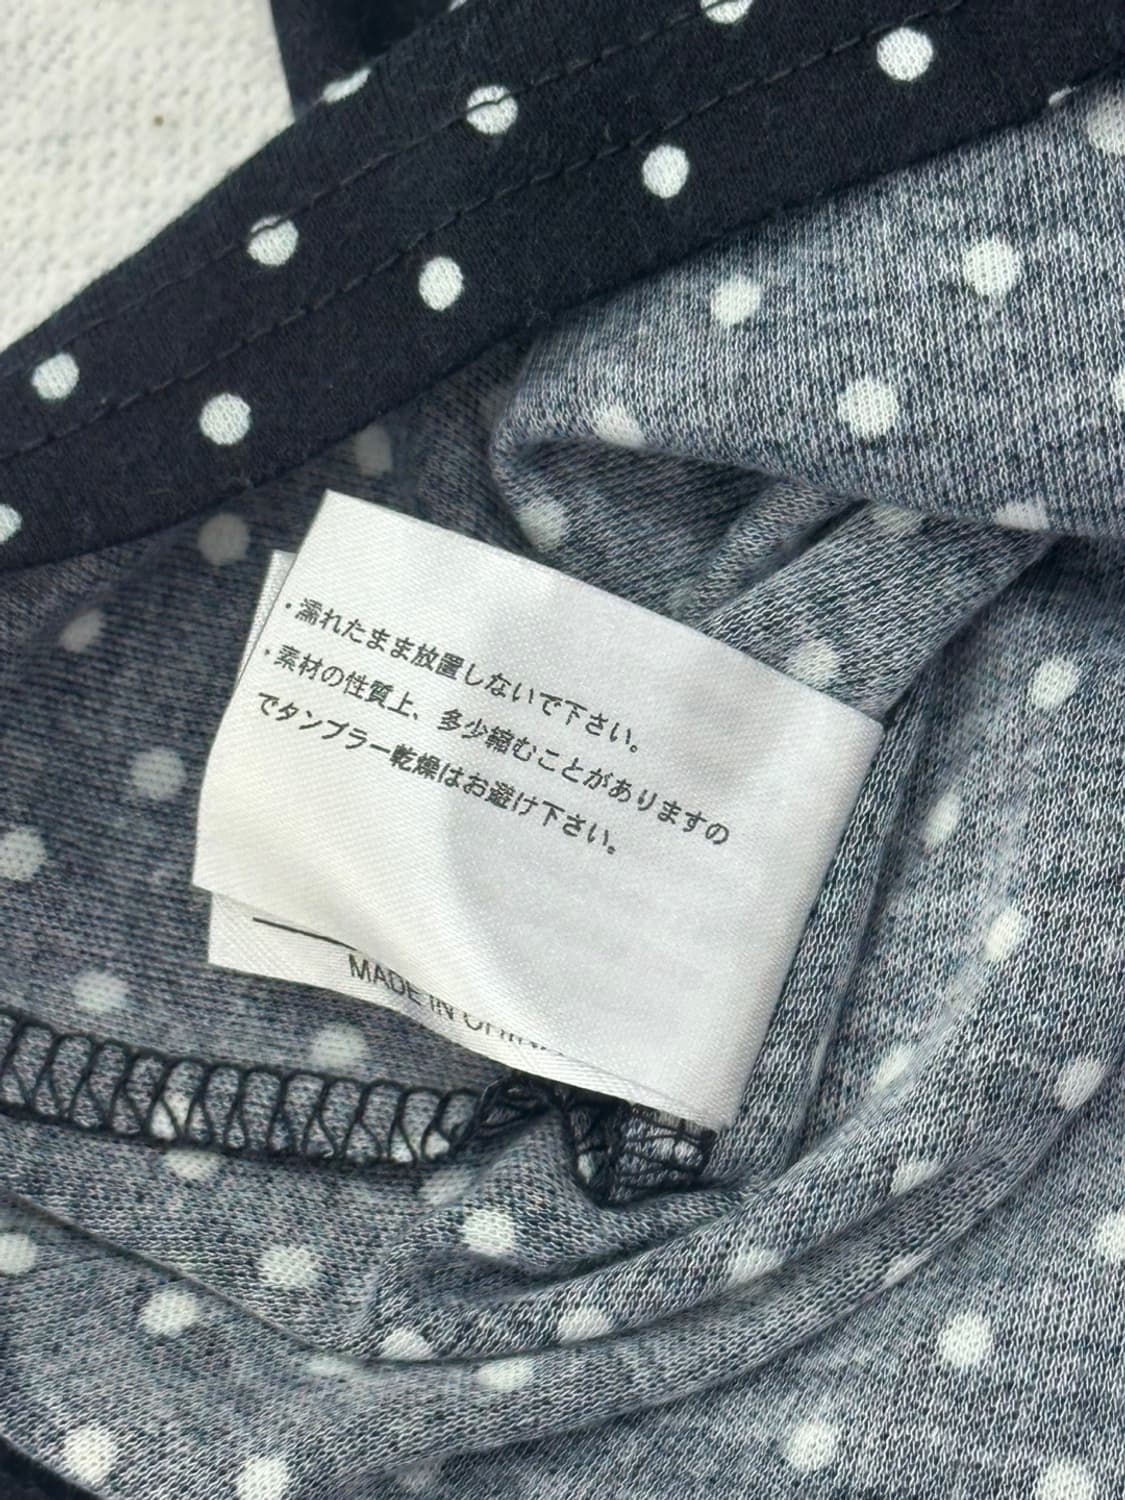 ・濡れたまま放置しないで下さい。
・素材の性質上、多少縮むことがありますの
でタンブラー乾燥はお避け下さい。
MADE IN CHINA